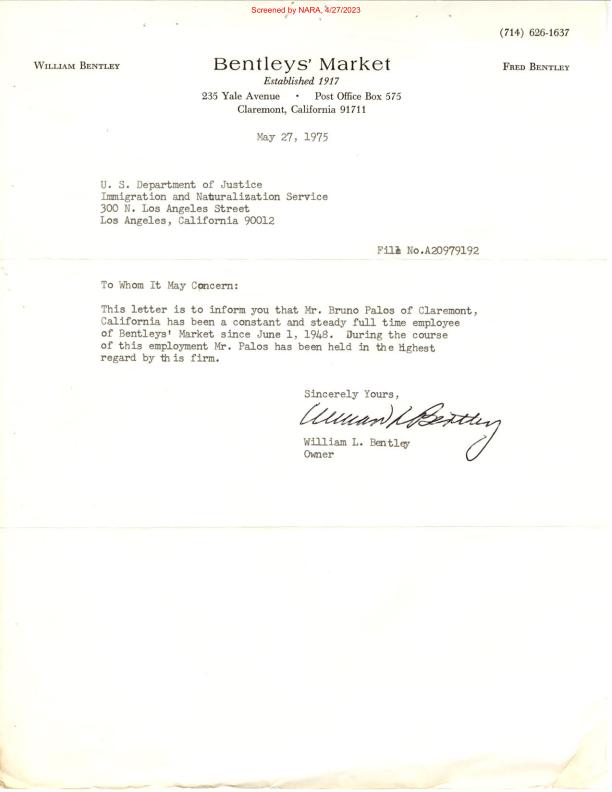 Screened by NARA, 4/27/2023
(714) 626-1637
William Bentley
Bentleys' Market
Fred Bentley
Established 1917
235 Yale Avenue • Post Office Box 575
Claremont, California 91711
May 27, 1975
U. S. Department of Justice
Immigration and Naturalization Service
300 N. Los Angeles Street
Los Angeles, California 90012
File No.A20979192
To Whom It May Concern:
This letter is to inform you that Mr. Bruno Palos of Claremont,
California has been a constant and steady full time employee
of Bentleys' Market since June 1, 1948. During the course
of this employment Mr. Palos has been held in the highest
regard by this firm.
Sincerely Yours,
William L Bentley
William L. Bentley
Owner